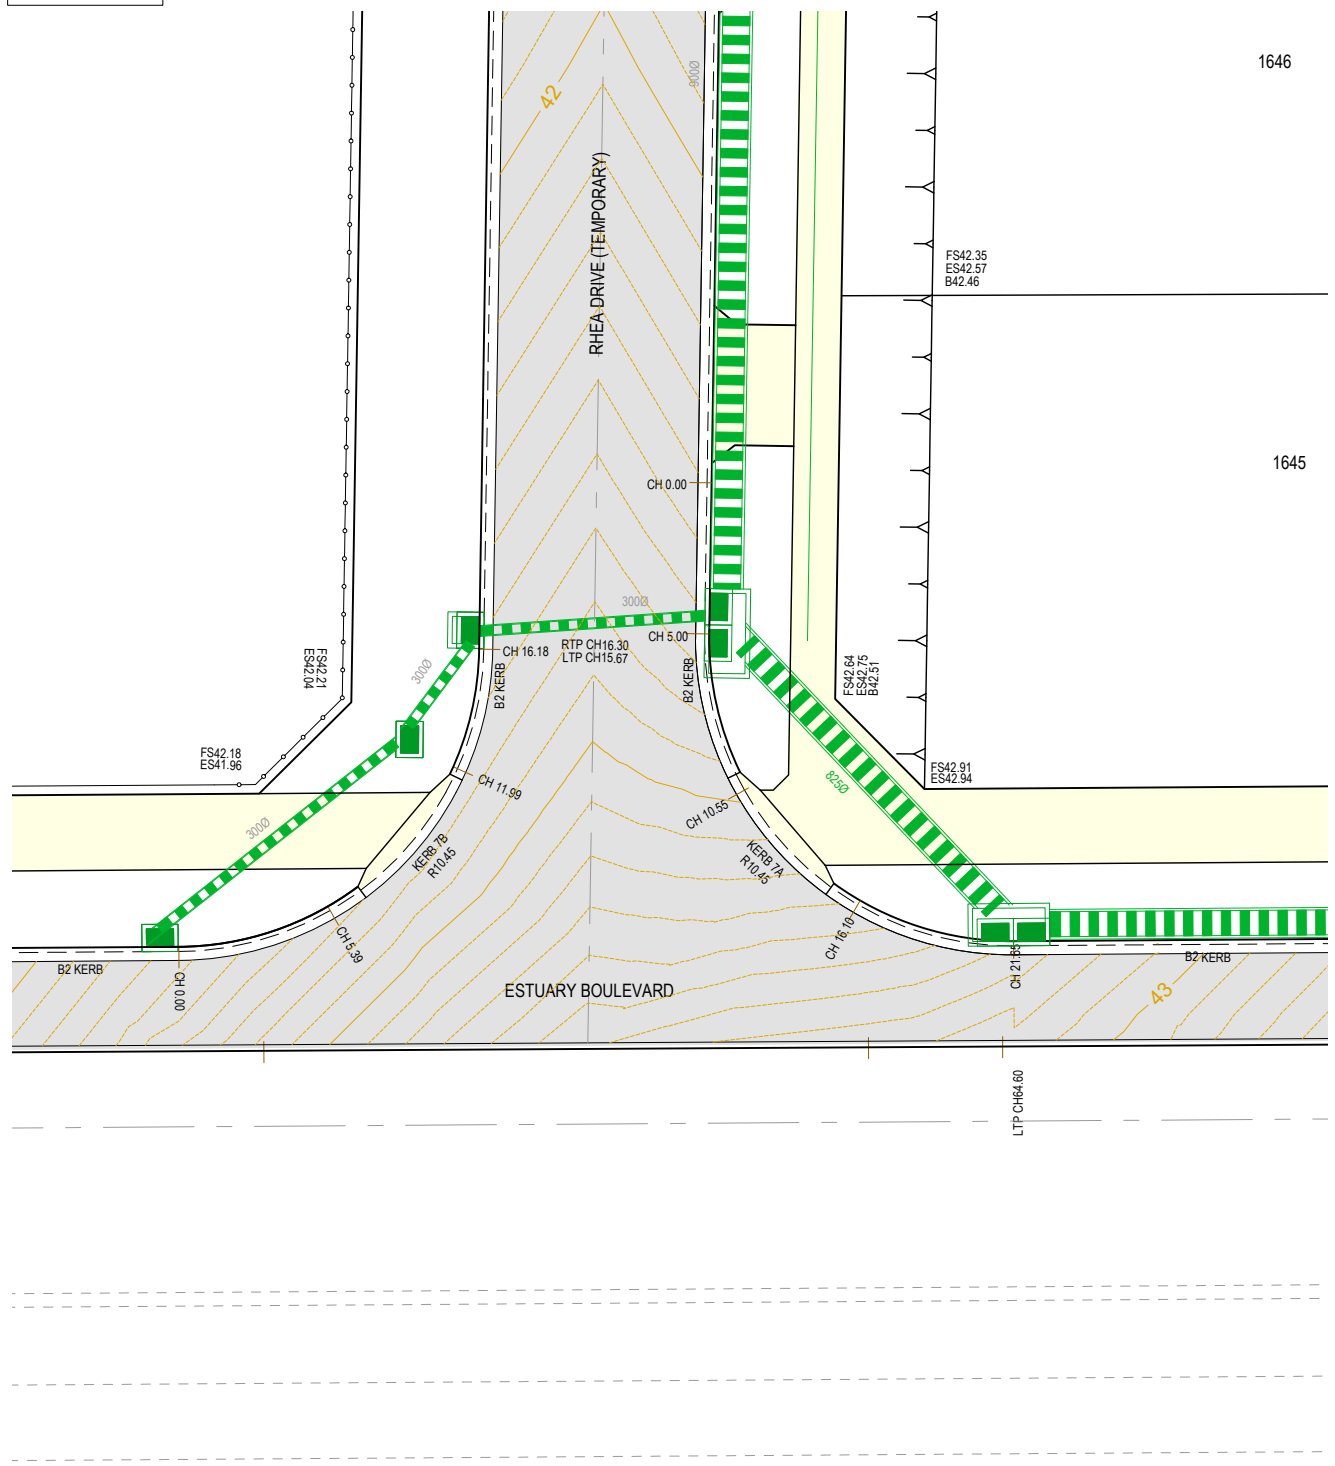 1646
42
900Ø
RHEA DRIVE (TEMPORARY)
FS42.35
ES42.57
B42.46
1645
CH 0.00
300Ø
CH 5.00
RTP CH16.30
LTP CH15.67
CH 16.18
300Ø
FS42.21
ES42.04
B2 KERB
B2 KERB
FS42.64
ES42.75
B42.51
FS42.18
ES41.96
FS42.91
ES42.94
CH 11.99
825Ø
CH 10.55
300Ø
KERB 7B
R10.45
KERB 7A
R10.45
CH 5.39
CH 16.10
B2 KERB
CH 0.00
CH 21.65
B2 KERB
ESTUARY BOULEVARD
43
LTP CH64.60